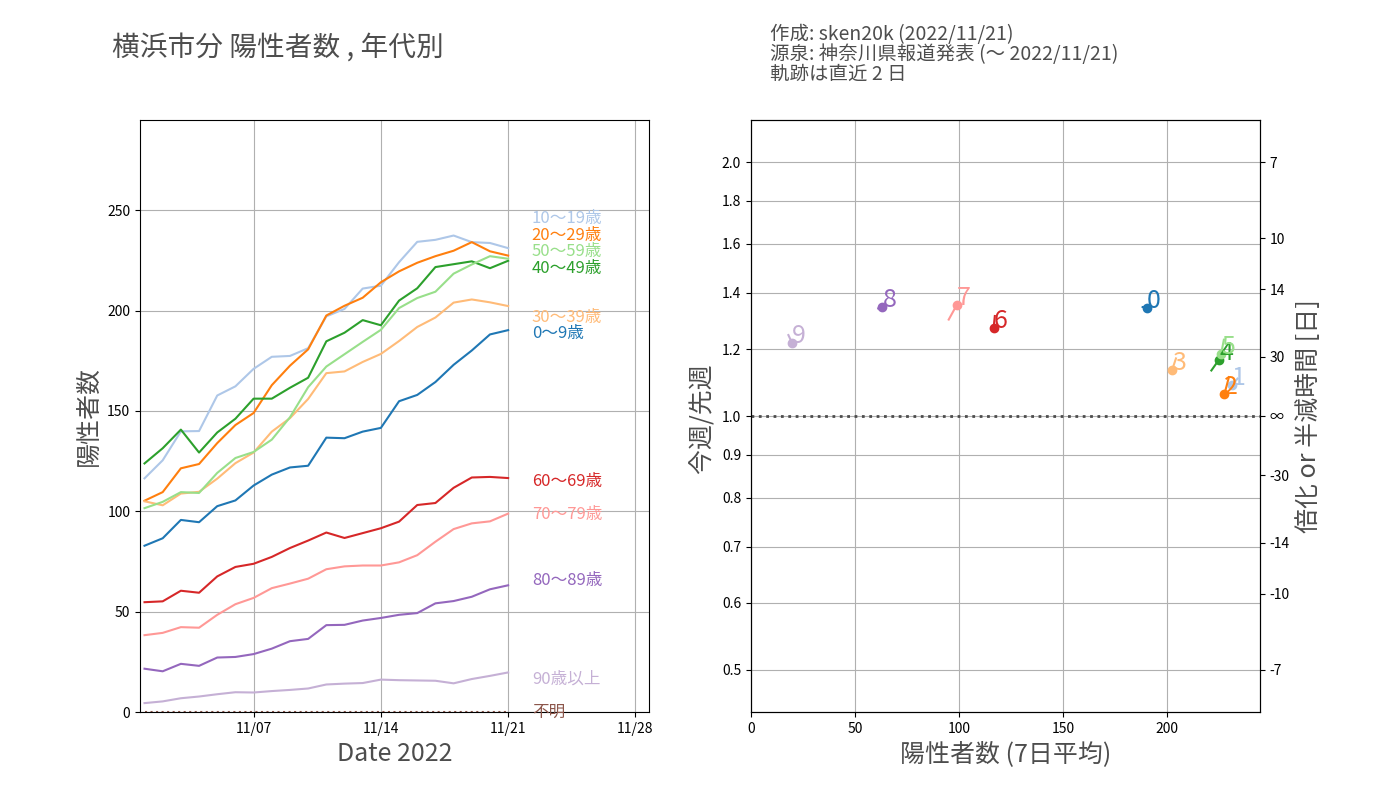 横浜市分 陽性者数 , 年代別
作成: sken20k (2022/11/21)
源泉: 神奈川県報道発表 (〜 2022/11/21)
軌跡は直近 2 日
陽性者数
250
200
150
100
50
0
11/07
11/14
11/21
11/28
Date 2022
10〜19歳
20〜29歳
50〜59歳
40〜49歳
30〜39歳
0〜9歳
60〜69歳
70〜79歳
80〜89歳
90歳以上
不明
今週/先週
2.0
1.8
1.6
1.4
1.2
1.0
0.9
0.8
0.7
0.6
0.5
9
8
7
6
0
3
5
4
1
2
0
50
100
150
200
陽性者数 (7日平均)
7
10
14
30
∞
-30
-14
-10
-7
倍化 or 半減時間 [日]